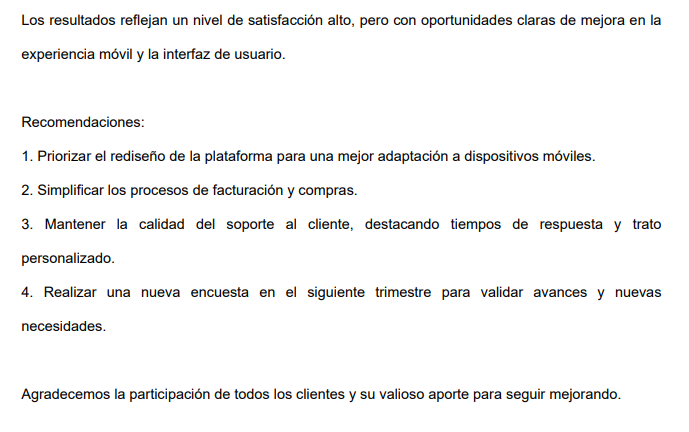 Los resultados reflejan un nivel de satisfacción alto, pero con oportunidades claras de mejora en la
experiencia móvil y la interfaz de usuario.
Recomendaciones:
1. Priorizar el rediseño de la plataforma para una mejor adaptación a dispositivos móviles.
2. Simplificar los procesos de facturación y compras.
3. Mantener la calidad del soporte al cliente, destacando tiempos de respuesta y trato
personalizado.
4. Realizar una nueva encuesta en el siguiente trimestre para validar avances y nuevas
necesidades.
Agradecemos la participación de todos los clientes y su valioso aporte para seguir mejorando.